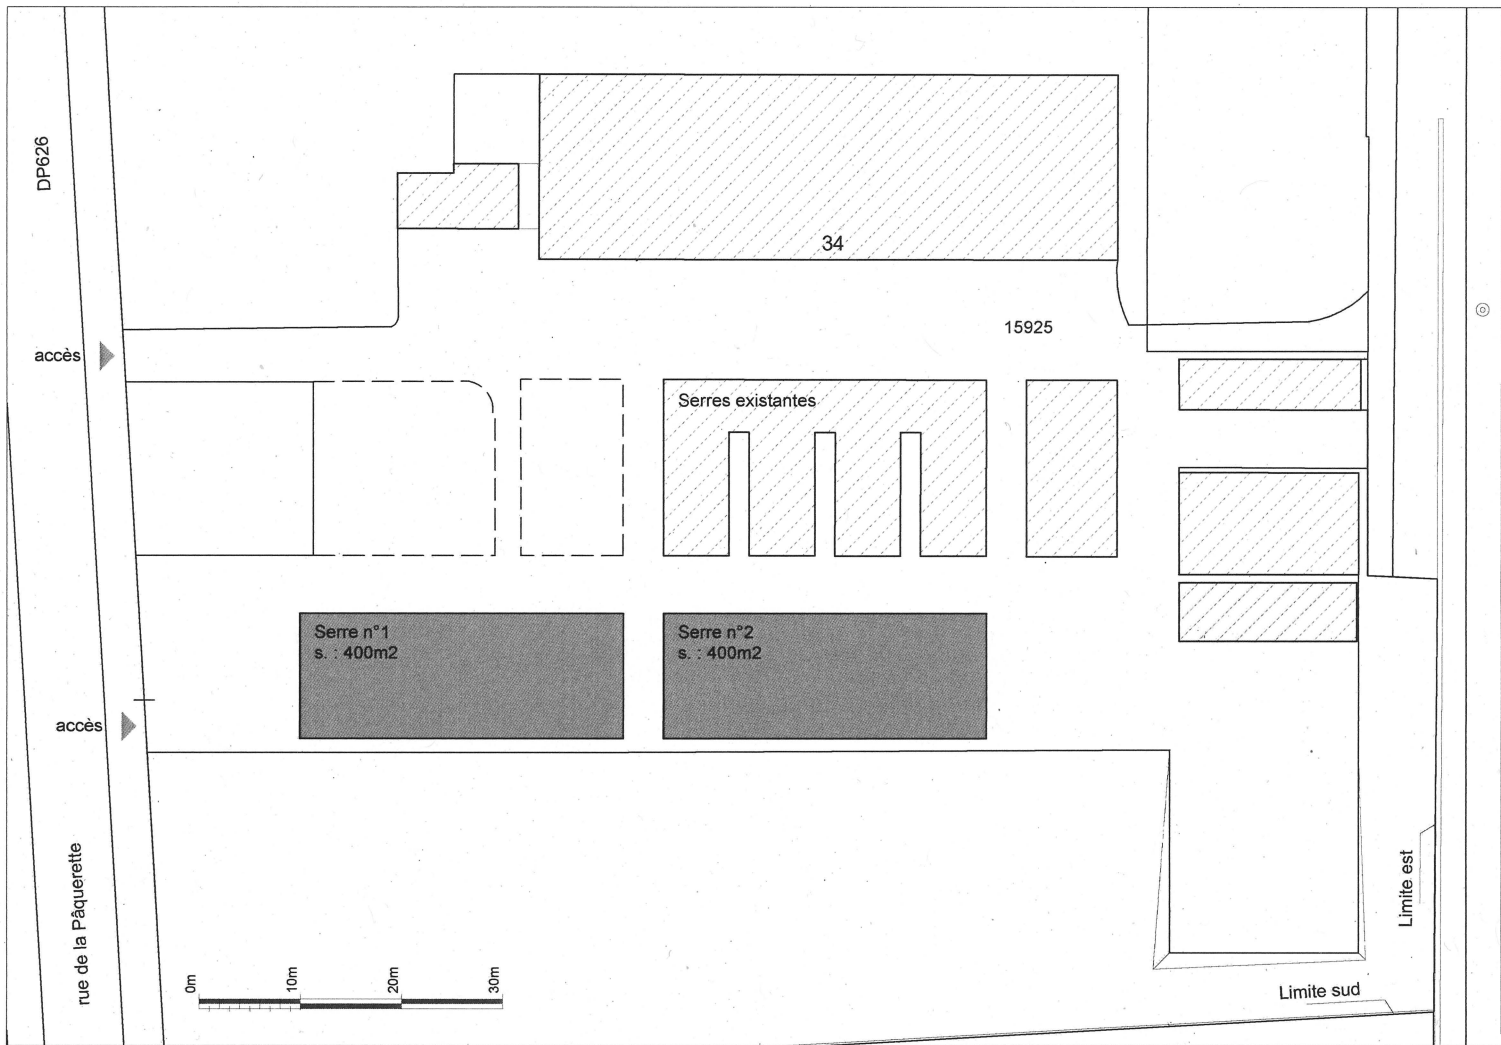 DP626
34
15925
accès
Serres existantes
Serre n°1
s. : 400m2
Serre n°2
s. : 400m2
accès
rue de la Pâquerette
0m
10m
20m
30m
Limite est
Limite sud